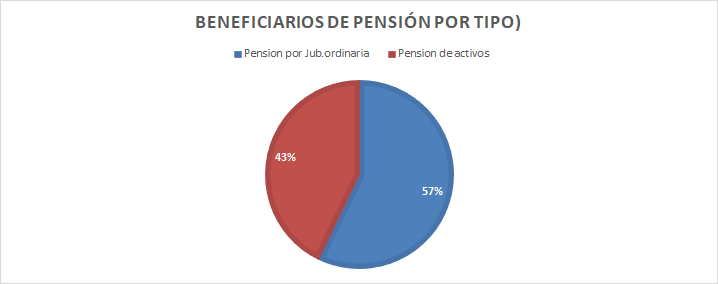 BENEFICIARIOS DE PENSIÓN POR TIPO)
Pension por Jub.ordinaria Pension de activos
43%
57%